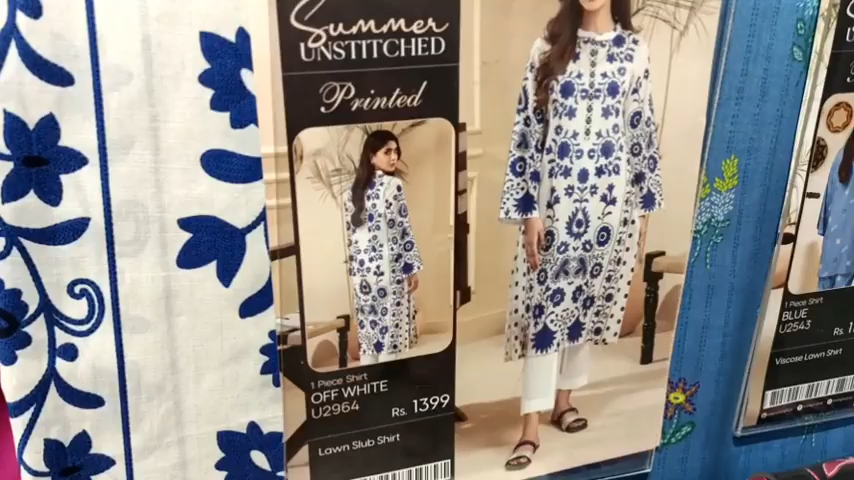 Summer
UNSTITCHED
Printed
1 Piece Shirt
OFF WHITE
U2964
Rs. 1399
Lawn Slub Shirt
1 Piece Shirt
BLUE
U2543
Rs.
Viscose Lawn Shirt